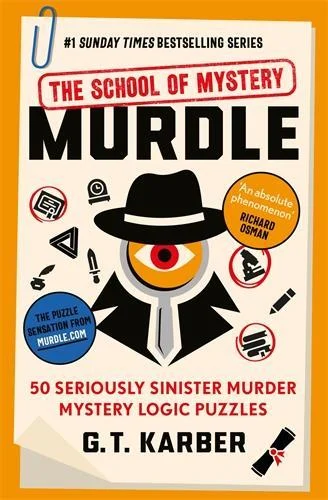 #1 SUNDAY TIMES BESTSELLING SERIES
THE SCHOOL OF MYSTERY
MURDLE
'An absolute
phenomenon'
RICHARD
OSMAN
THE PUZZLE
SENSATION FROM
MURDLE.COM
50 SERIOUSLY SINISTER MURDER
MYSTERY LOGIC PUZZLES
G.T. KARBER